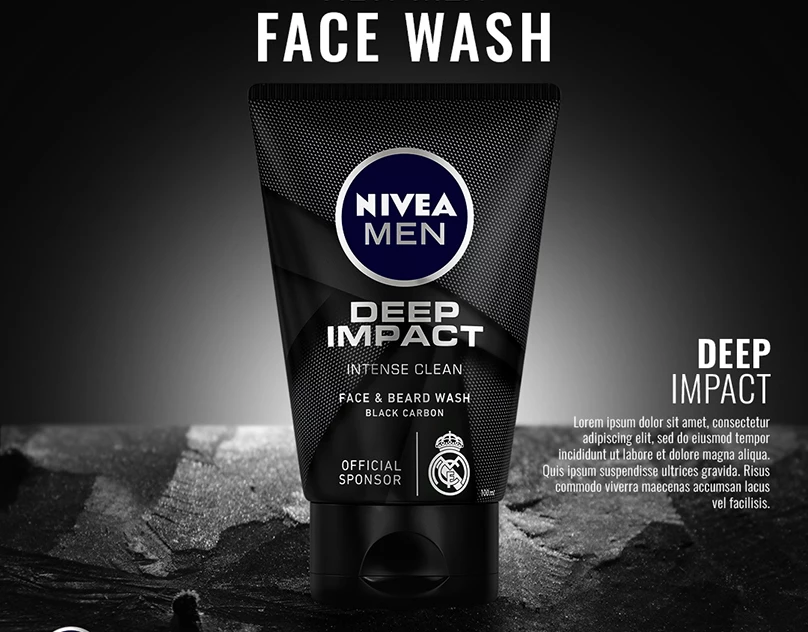 FACE WASH
NIVEA
MEN
DEEP
IMPACT
INTENSE CLEAN
FACE & BEARD WASH
BLACK CARBON
OFFICIAL
SPONSOR
100 ml
DEEP
IMPACT
Lorem ipsum dolor sit amet, consectetur
adipiscing elit, sed do eiusmod tempor
incididunt ut labore et dolore magna aliqua.
Quis ipsum suspendisse ultrices gravida. Risus
commodo viverra maecenas accumsan lacus
vel facilisis.